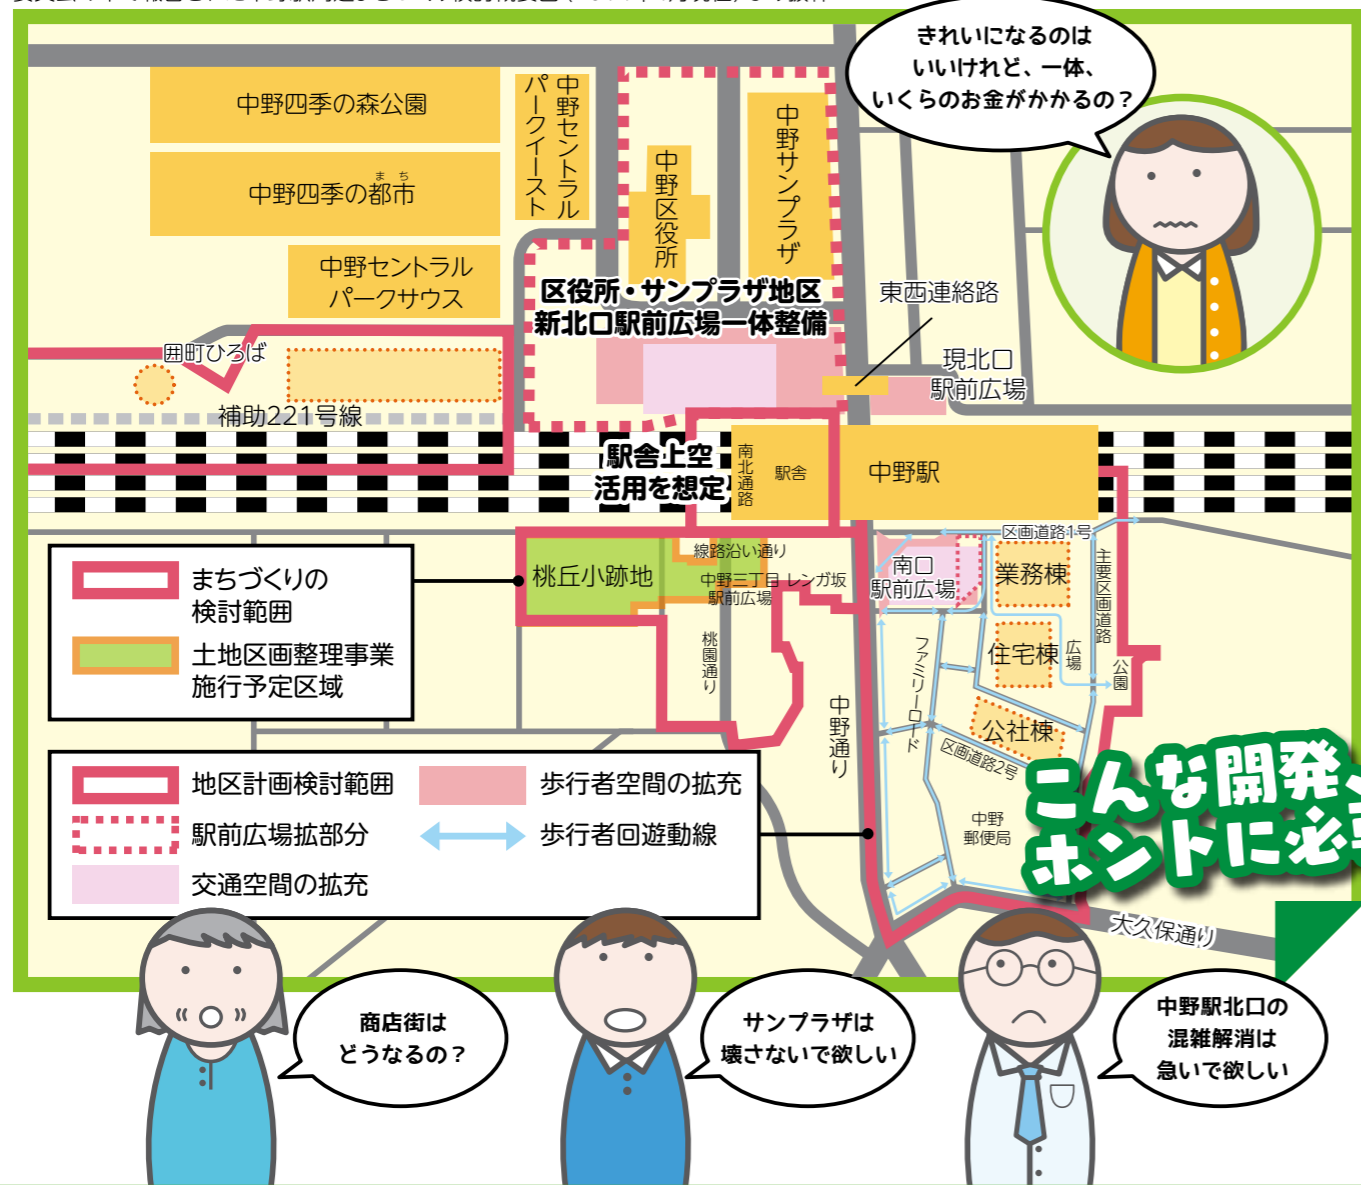 きれいになるのは
いいけれど、一体、
いくらのお金がかかるの？
中野四季の森公園
中野四季の都市
まち
中野セントラル
パークイースト
中野セントラル
パークサウス
中野区役所
中野サンプラザ
区役所・サンプラザ地区
新北口駅前広場一体整備
東西連絡路
現北口
駅前広場
囲町ひろば
補助221号線
駅舎上空
活用を想定
南北通路
駅舎
中野駅
まちづくりの
検討範囲
土地区画整理事業
施行予定区域
桃丘小跡地
線路沿い通り
中野三丁目
駅前広場
レンガ坂
桃園通り
中野通り
南口
駅前広場
区画道路1号
業務棟
主要区画道路
住宅棟
広場
公園
ファミリーロード
公社棟
区画道路2号
中野
郵便局
大久保通り
地区計画検討範囲
駅前広場拡部分
交通空間の拡充
歩行者空間の拡充
歩行者回遊動線
こんな開発、
ホントに必
商店街は
どうなるの？
サンプラザは
壊さないで欲しい
中野駅北口の
混雑解消は
急いで欲しい